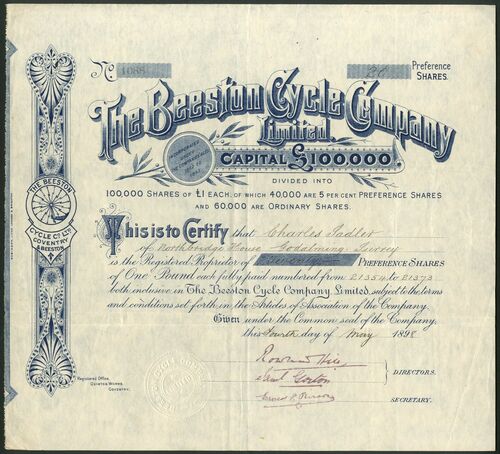 No 1088
20 Preference
SHARES.
The Beeston Cycle Company
Limited
INCORPORATED
UNDER
CAPITAL £100,000.
DIVIDED INTO
100,000 SHARES OF £1 EACH, OF WHICH 40,000 ARE 5 PER CENT PREFERENCE SHARES
AND 60,000 ARE ORDINARY SHARES.
THE BEESTON
CYCLE CO LTD
COVENTRY
& BEESTON
This is to Certify that Charles Sadler
of Northbridge House Godalming Surrey
is the Registered Proprietor of PREFERENCE SHARES
of One Pound each fully paid numbered from 21354 to 21373
both inclusive in The Beeston Cycle Company, Limited, subject to the terms
and conditions set forth in the Articles of Association of the Company.
Given under the Common seal of the Company,
this Fourth day of May 1898
Registered Office,
COVENTRY.
DIRECTORS.
SECRETARY.